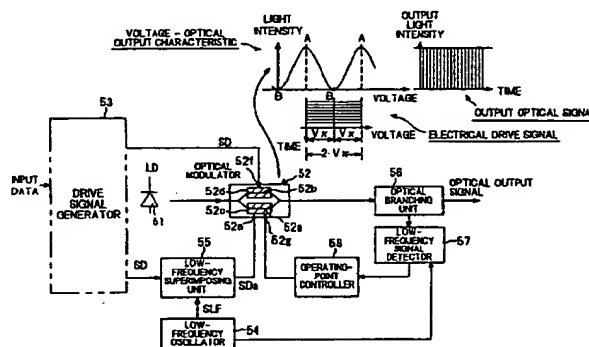 VOLTAGE - OPTICAL
OUTPUT CHARACTERISTIC
LIGHT
INTENSITY
A
A
B
B
VOLTAGE
OUTPUT
LIGHT
INTENSITY
TIME
OUTPUT OPTICAL SIGNAL
TIME
Vπ
Vπ
2·Vπ
VOLTAGE
ELECTRICAL DRIVE SIGNAL
53
INPUT
DATA
DRIVE
SIGNAL
GENERATOR
SD
LD
51
OPTICAL
MODULATOR
52f
52
52d
52b
52c
52a
52g
52e
56
OPTICAL
BRANCHING
UNIT
OPTICAL OUTPUT
SIGNAL
57
LOW-
FREQUENCY
SIGNAL
DETECTOR
58
OPERATING-
POINT
CONTROLLER
SD
55
LOW-
FREQUENCY
SUPERIMPOSING
UNIT
SDa
SLF
54
LOW-
FREQUENCY
OSCILLATOR